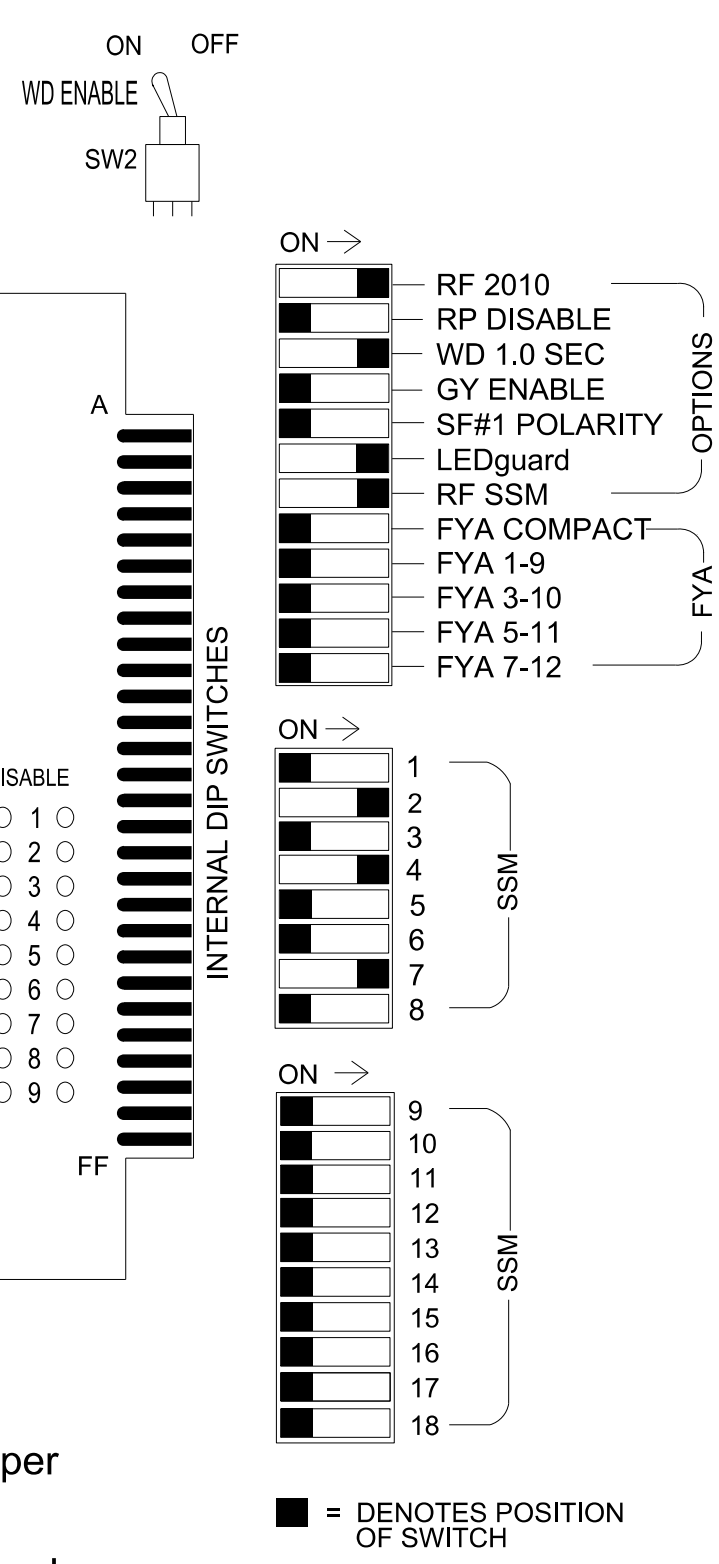 ON OFF
WD ENABLE
SW2
ON
RF 2010
RP DISABLE
WD 1.0 SEC
GY ENABLE
SF#1 POLARITY
LEDguard
RF SSM
FYA COMPACT
FYA 1-9
FYA 3-10
FYA 5-11
FYA 7-12
OPTIONS
FYA
A
FF
INTERNAL DIP SWITCHES
ISABLE
1
2
3
4
5
6
7
8
9
ON
1
2
3
4
5
6
7
8
SSM
ON
9
10
11
12
13
14
15
16
17
18
SSM
per
= DENOTES POSITION
OF SWITCH